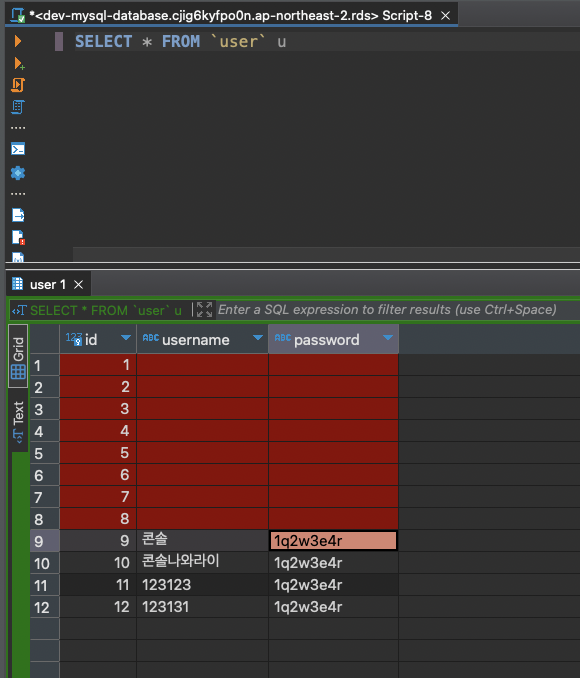 *<dev-mysql-database.cjig6kyfpo0n.ap-northeast-2.rds> Script-8
SELECT * FROM `user` u
user 1
SELECT * FROM `user` u Enter a SQL expression to filter results (use Ctrl+Space)
Grid
Text
123 id ABC username ABC password
1 1
2 2
3 3
4 4
5 5
6 6
7 7
8 8
9 9 콘솔 1q2w3e4r
10 10 콘솔나와라이 1q2w3e4r
11 11 123123 1q2w3e4r
12 12 123131 1q2w3e4r